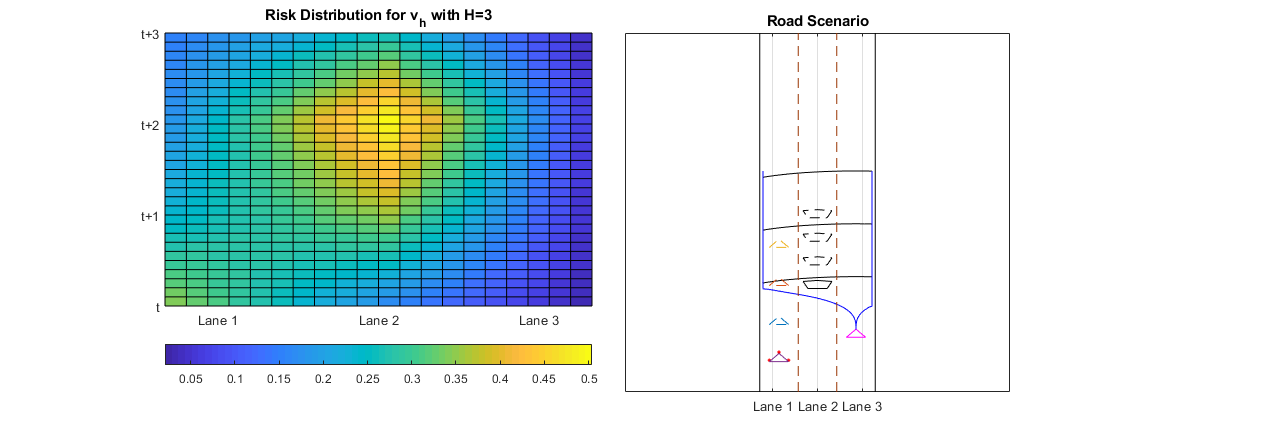 Risk Distribution for v_h with H=3
t+3
t+2
t+1
t
Lane 1 Lane 2 Lane 3
0.05 0.1 0.15 0.2 0.25 0.3 0.35 0.4 0.45 0.5
Road Scenario
Lane 1 Lane 2 Lane 3